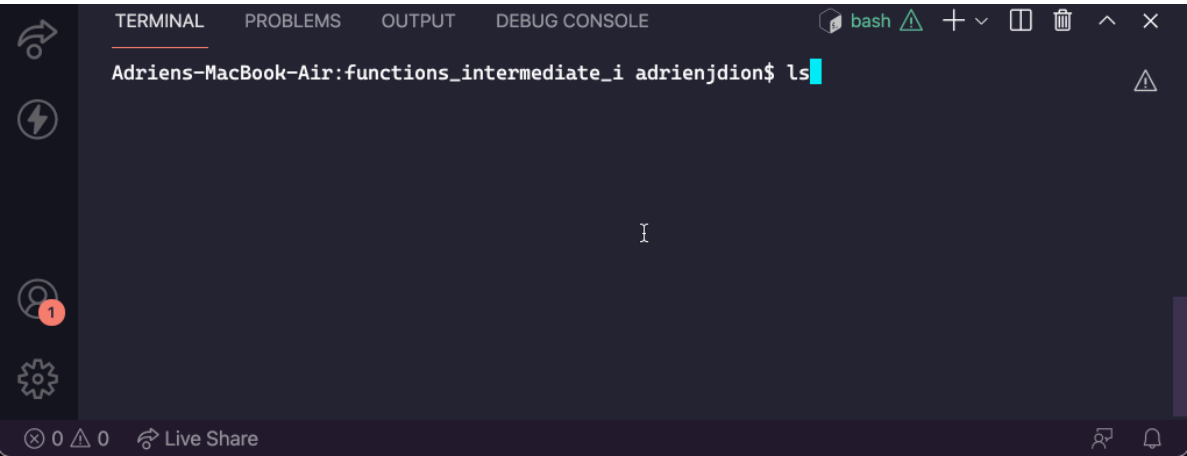 TERMINAL PROBLEMS OUTPUT DEBUG CONSOLE bash
Adriens-MacBook-Air:functions_intermediate_i adrienjdion$ ls
1
0 0 Live Share